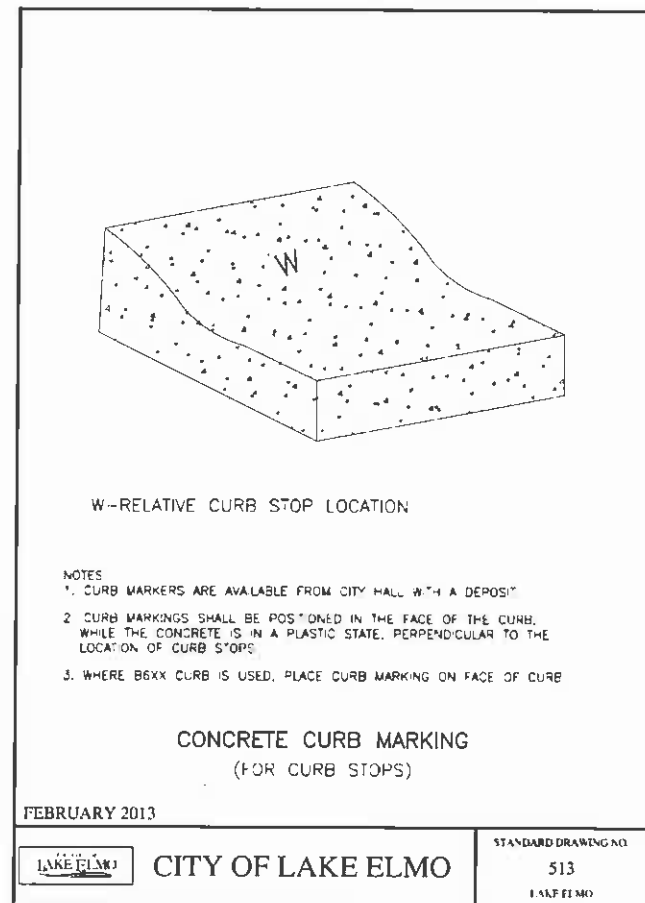 W
W-RELATIVE CURB STOP LOCATION
NOTES
1. CURB MARKERS ARE AVAILABLE FROM CITY HALL WITH A DEPOSIT
2 CURB MARKINGS SHALL BE POSITIONED IN THE FACE OF THE CURB,
WHILE THE CONCRETE IS IN A PLASTIC STATE, PERPENDICULAR TO THE
LOCATION OF CURB STOPS
3. WHERE B6XX CURB IS USED, PLACE CURB MARKING ON FACE OF CURB
CONCRETE CURB MARKING
(FOR CURB STOPS)
FEBRUARY 2013
LAKE ELMO
CITY OF LAKE ELMO
STANDARD DRAWING NO.
513
LAKE ELMO